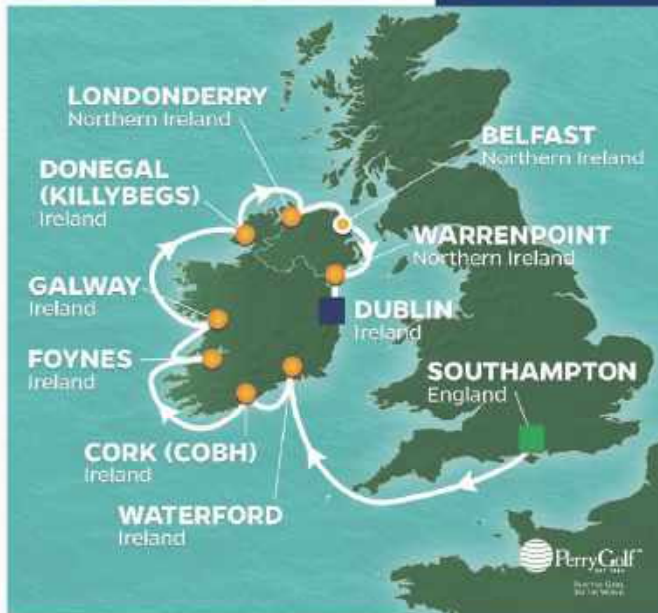 LONDONDERRY
Northern Ireland
BELFAST
Northern Ireland
DONEGAL
(KILLYBEGS)
Ireland
WARRENPOINT
Northern Ireland
GALWAY
Ireland
DUBLIN
Ireland
FOYNES
Ireland
SOUTHAMPTON
England
CORK (COBH)
Ireland
WATERFORD
Ireland
PerryGolf